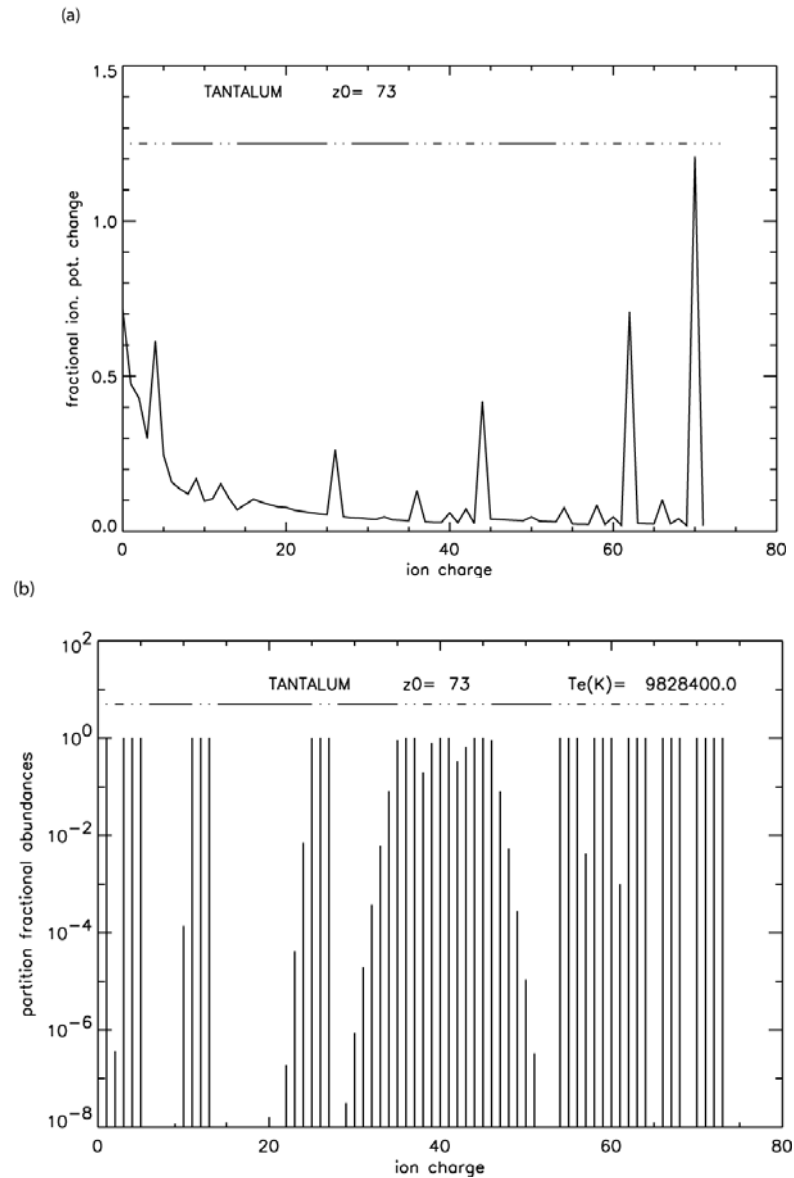 (a)
TANTALUM z0= 73
fractional ion. pot. change
1.5
1.0
0.5
0.0
0 20 40 60 80
ion charge
(b)
TANTALUM z0= 73 Te(K)= 9828400.0
partition fractional abundances
10^2
10^0
10^-2
10^-4
10^-6
10^-8
0 20 40 60 80
ion charge